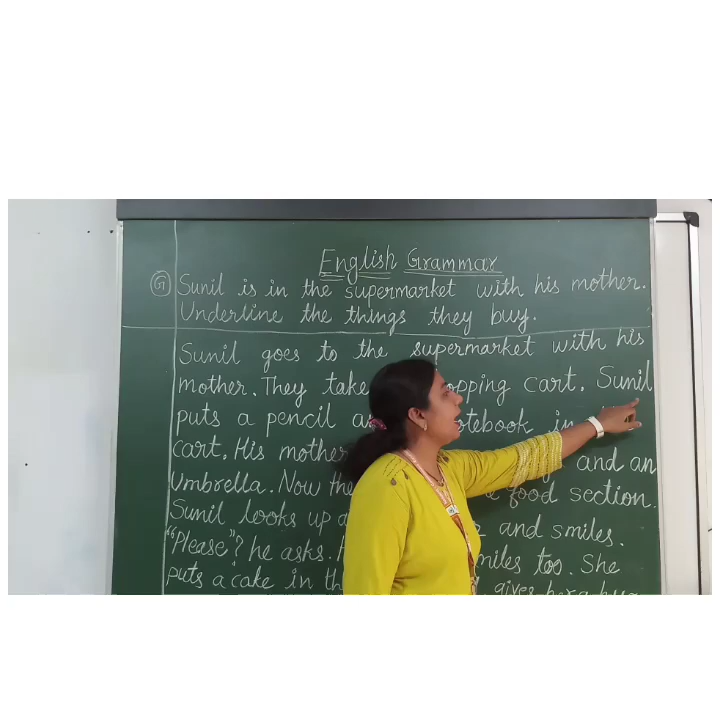 English Grammar
G Sunil is in the supermarket with his mother.
Underline the things they buy.
Sunil goes to the supermarket with his
mother. They take opping cart. Sunil
puts a pencil a otebook in
cart. His mother and an
Umbrella. Now the food section.
Sunil looks up a and smiles.
"Please"? he asks. H miles too. She
puts a cake in th gives her a hug